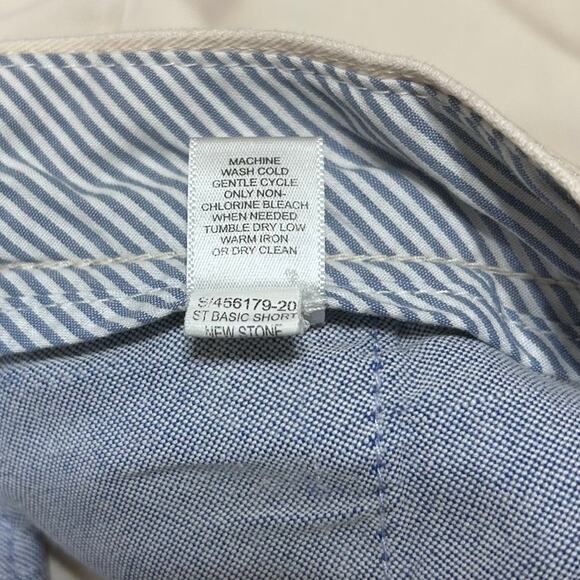 MACHINE
WASH COLD
GENTLE CYCLE
ONLY NON-
CHLORINE BLEACH
WHEN NEEDED
TUMBLE DRY LOW
WARM IRON
OR DRY CLEAN
S/456179-20
ST BASIC SHORT
NEW STONE